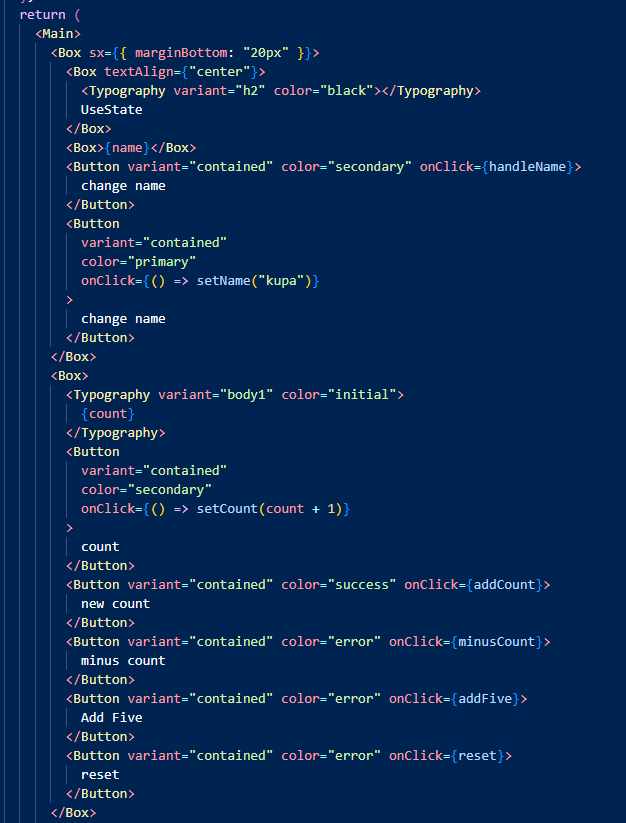 return (
<Main>
<Box sx={{ marginBottom: "20px" }}>
<Box textAlign={"center"}>
<Typography variant="h2" color="black"></Typography>
UseState
</Box>
<Box>{name}</Box>
<Button variant="contained" color="secondary" onClick={handleName}>
change name
</Button>
<Button
variant="contained"
color="primary"
onClick={() => setName("kupa")}
>
change name
</Button>
</Box>
<Box>
<Typography variant="body1" color="initial">
{count}
</Typography>
<Button
variant="contained"
color="secondary"
onClick={() => setCount(count + 1)}
>
count
</Button>
<Button variant="contained" color="success" onClick={addCount}>
new count
</Button>
<Button variant="contained" color="error" onClick={minusCount}>
minus count
</Button>
<Button variant="contained" color="error" onClick={addFive}>
Add Five
</Button>
<Button variant="contained" color="error" onClick={reset}>
reset
</Button>
</Box>